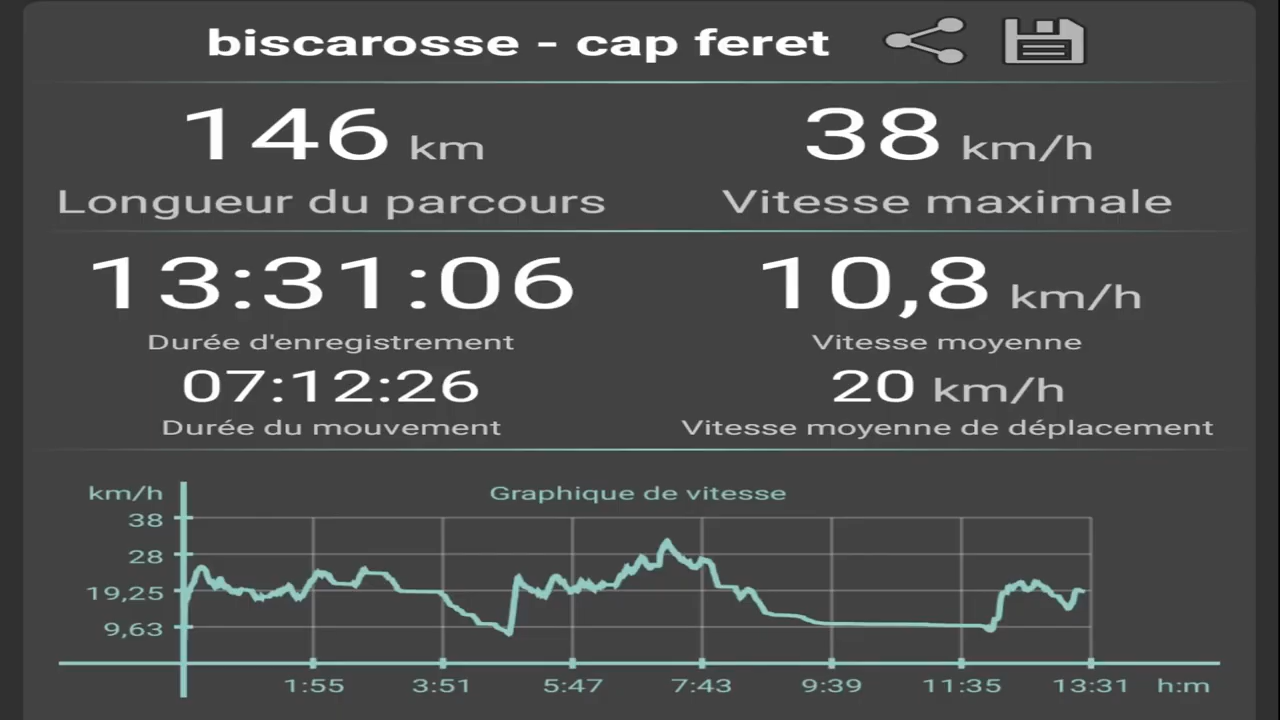 biscarosse - cap feret
146 km
38 km/h
Longueur du parcours
Vitesse maximale
13:31:06
10,8 km/h
Durée d'enregistrement
Vitesse moyenne
07:12:26
20 km/h
Durée du mouvement
Vitesse moyenne de déplacement
km/h
Graphique de vitesse
38
28
19,25
9,63
1:55 3:51 5:47 7:43 9:39 11:35 13:31 h:m